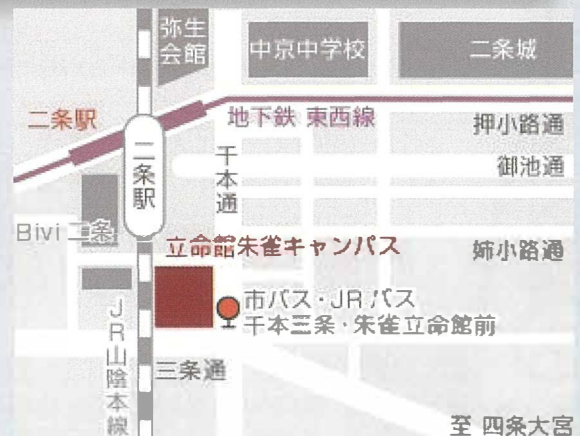 弥生
会館
中京中学校
二条城
二条駅
地下鉄 東西線
押小路通
二条駅
千本通
御池通
Bivi 二条
立命館朱雀キャンパス
姉小路通
市バス・JRバス
千本三条・朱雀立命館前
JR山陰本線
三条通
至 四条大宮